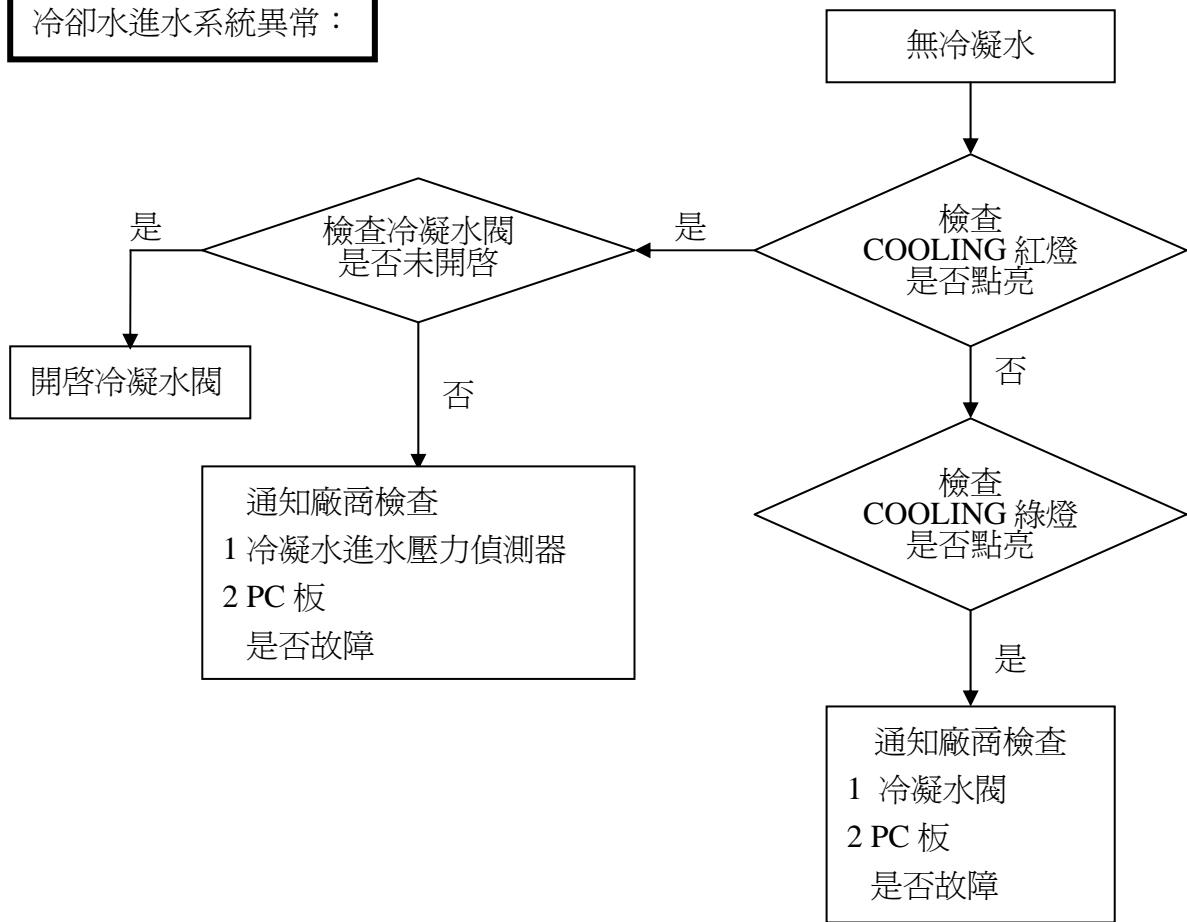 冷卻水進水系統異常：
無冷凝水
檢查
COOLING 紅燈
是否點亮
是
檢查冷凝水閥
是否未開啟
是
開啟冷凝水閥
否
通知廠商檢查
1 冷凝水進水壓力偵測器
2 PC 板
是否故障
否
檢查
COOLING 綠燈
是否點亮
是
通知廠商檢查
1 冷凝水閥
2 PC 板
是否故障